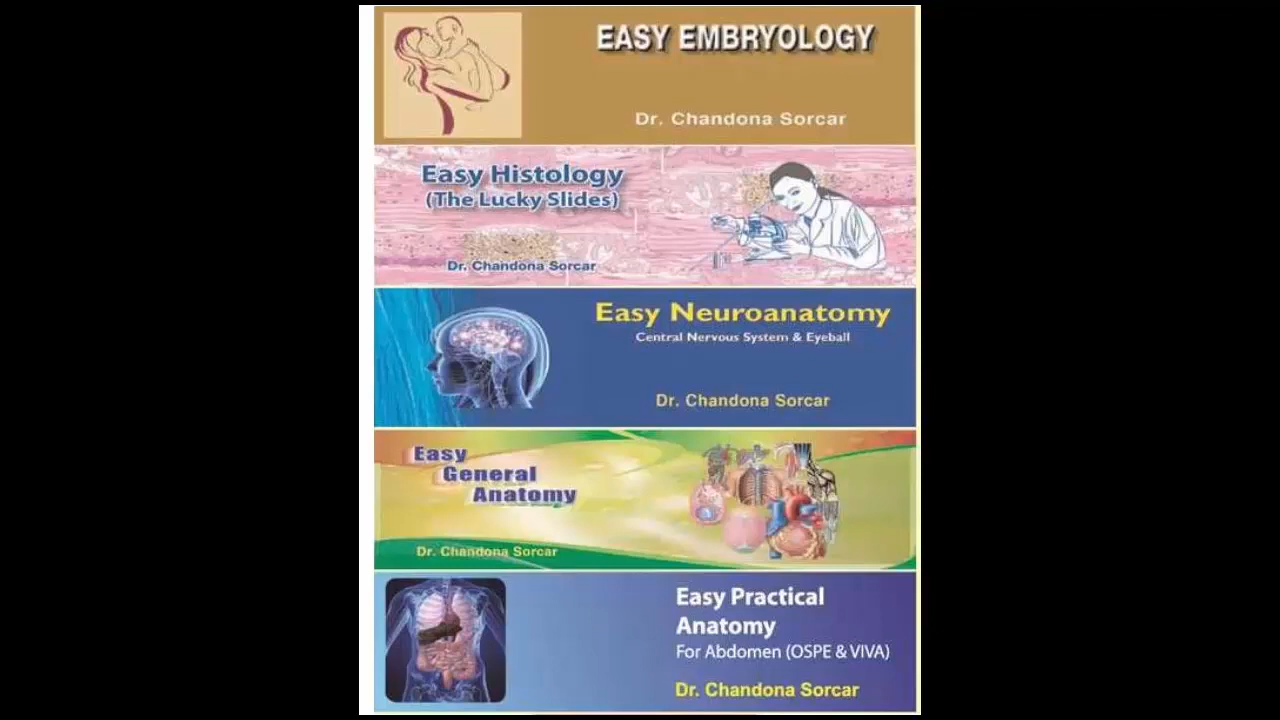 EASY EMBRYOLOGY
Dr. Chandona Sorcar
Easy Histology
(The Lucky Slides)
Dr. Chandona Sorcar
Easy Neuroanatomy
Central Nervous System & Eyeball
Dr. Chandona Sorcar
Easy
General
Anatomy
Dr. Chandona Sorcar
Easy Practical
Anatomy
For Abdomen (OSPE & VIVA)
Dr. Chandona Sorcar